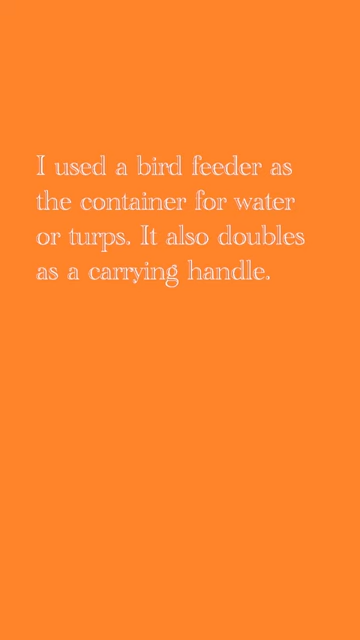 I used a bird feeder as
the container for water
or turps. It also doubles
as a carrying handle.